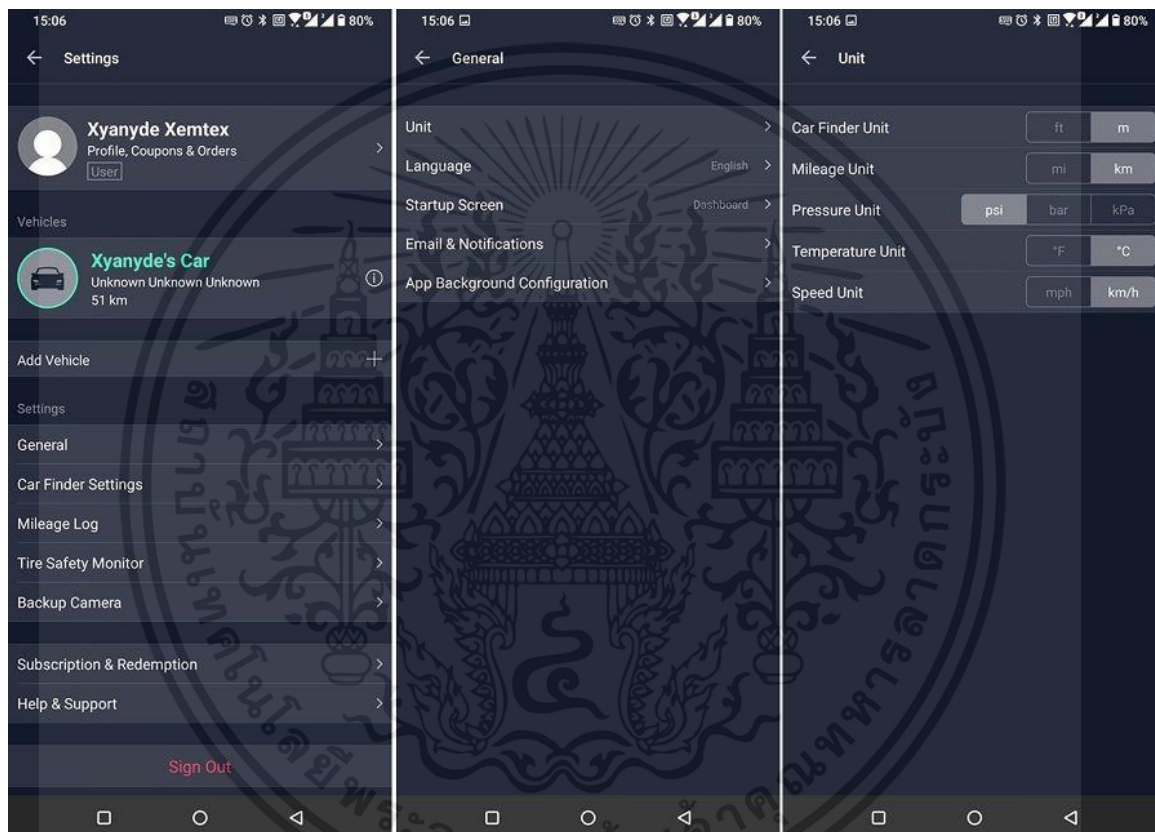 15:06
80%
Settings
Xyanyde Xemtex
Profile, Coupons & Orders
User
Vehicles
Xyanyde's Car
Unknown Unknown Unknown
51 km
Add Vehicle
Settings
General
Car Finder Settings
Mileage Log
Tire Safety Monitor
Backup Camera
Subscription & Redemption
Help & Support
Sign Out
15:06
80%
General
Unit
Language English
Startup Screen Dashboard
Email & Notifications
App Background Configuration
15:06
80%
Unit
Car Finder Unit ft m
Mileage Unit mi km
Pressure Unit psi bar kPa
Temperature Unit °F °C
Speed Unit mph km/h